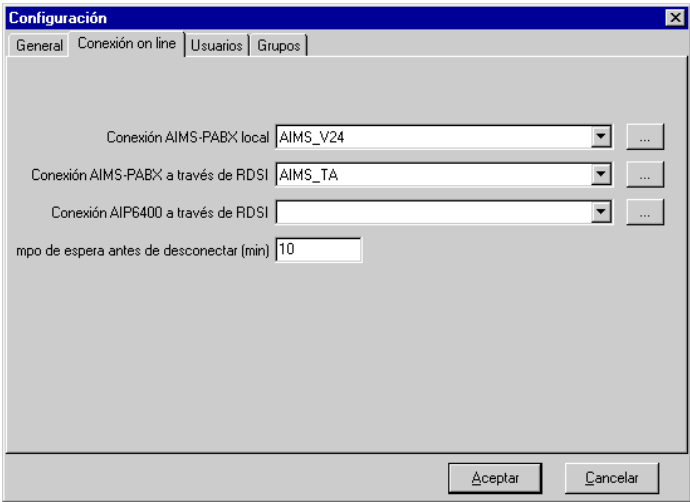 Configuración
General Conexión on line Usuarios Grupos
Conexión AIMS-PABX local AIMS_V24 ...
Conexión AIMS-PABX a través de RDSI AIMS_TA ...
Conexión AIP6400 a través de RDSI ...
mpo de espera antes de desconectar (min) 10
Aceptar Cancelar